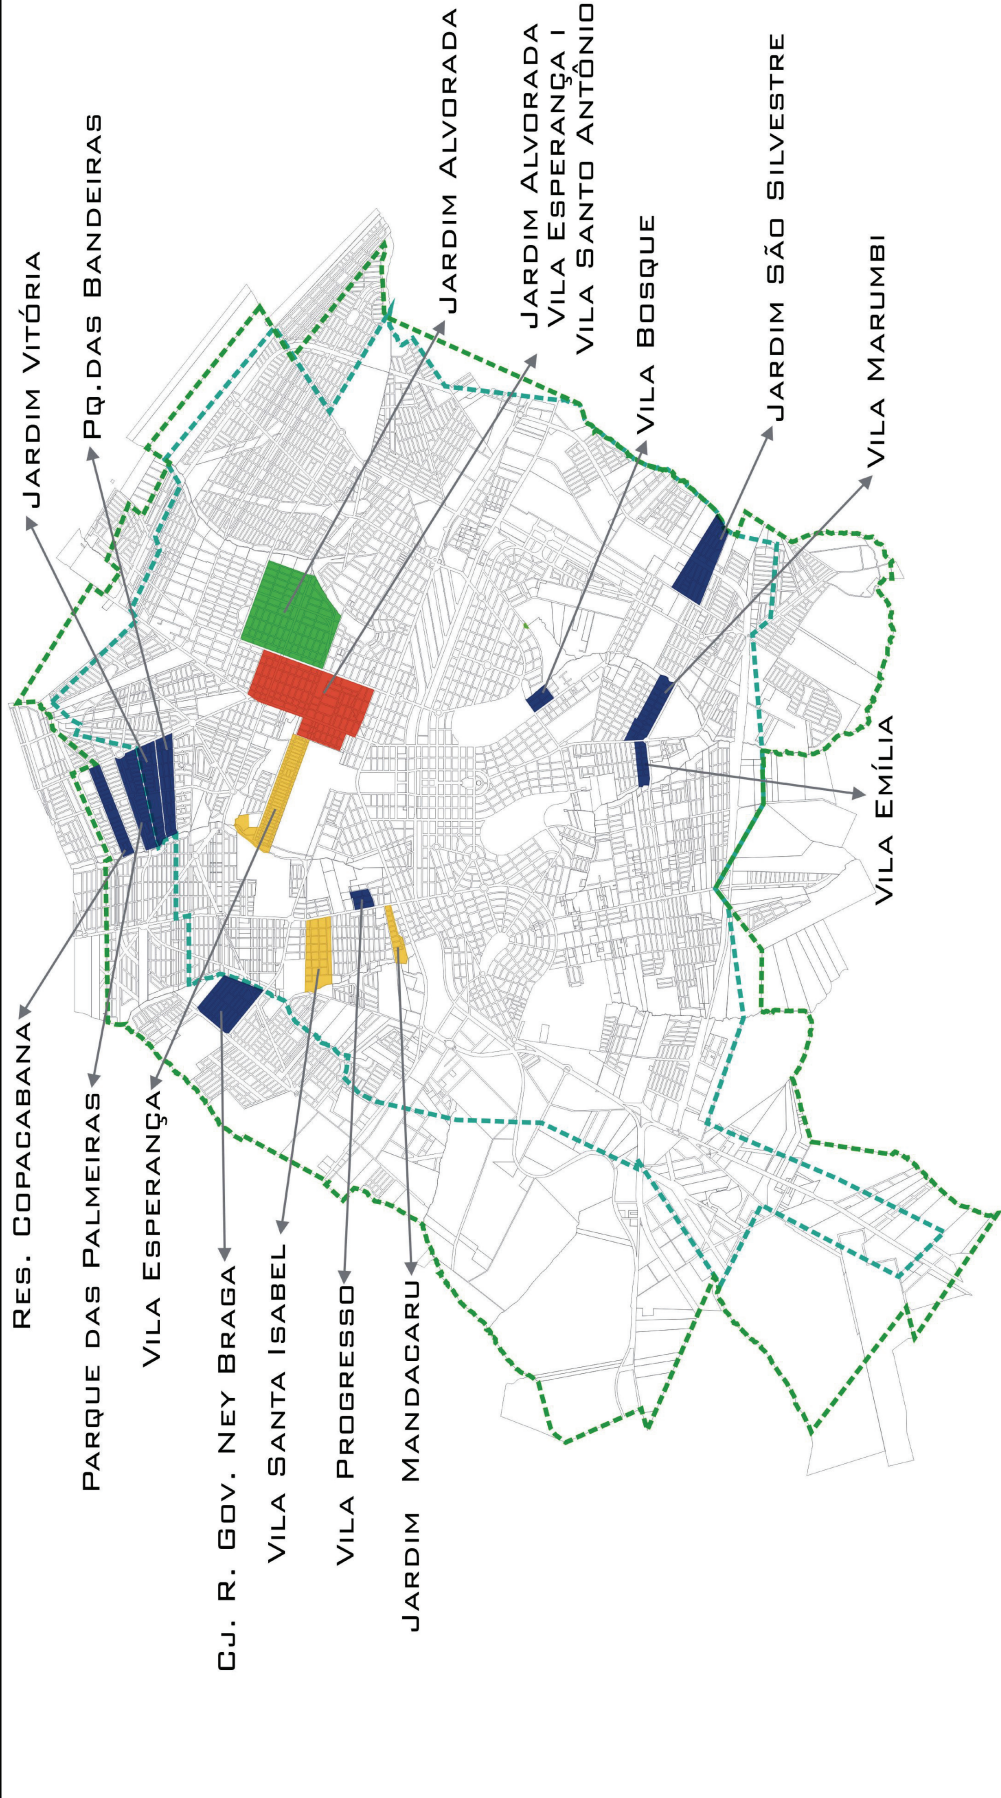 Res. Copacabana
Parque das Palmeiras
Vila Esperança
CJ. R. Gov. Ney Braga
Vila Santa Isabel
Vila Progresso
Jardim Mandacaru
Jardim Vitória
Pq.das Bandeiras
Jardim Alvorada
Jardim Alvorada
Vila Esperança I
Vila Santo Antônio
Vila Bosque
Jardim São Silvestre
Vila Marumbi
Vila Emília